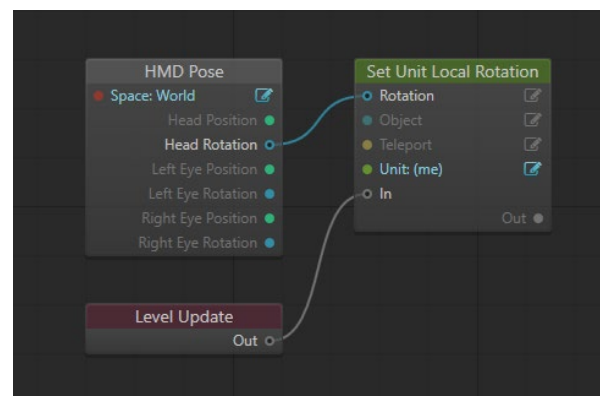 HMD Pose
Space: World
Head Position
Head Rotation
Left Eye Position
Left Eye Rotation
Right Eye Position
Right Eye Rotation
Set Unit Local Rotation
Rotation
Object
Teleport
Unit: (me)
In
Out
Level Update
Out